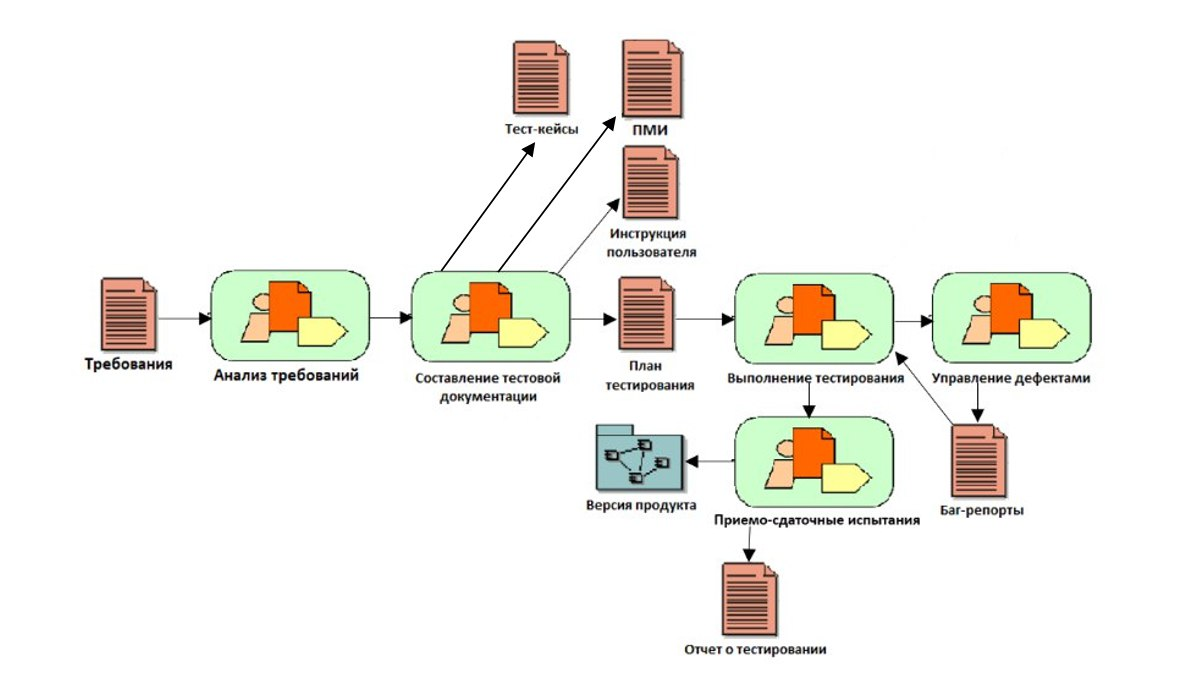 Тест-кейсы
ПМИ
Инструкция
пользователя
Требования
Анализ требований
Составление тестовой
документации
План
тестирования
Выполнение тестирования
Управление дефектами
Версия продукта
Приемо-сдаточные испытания
Баг-репорты
Отчет о тестировании